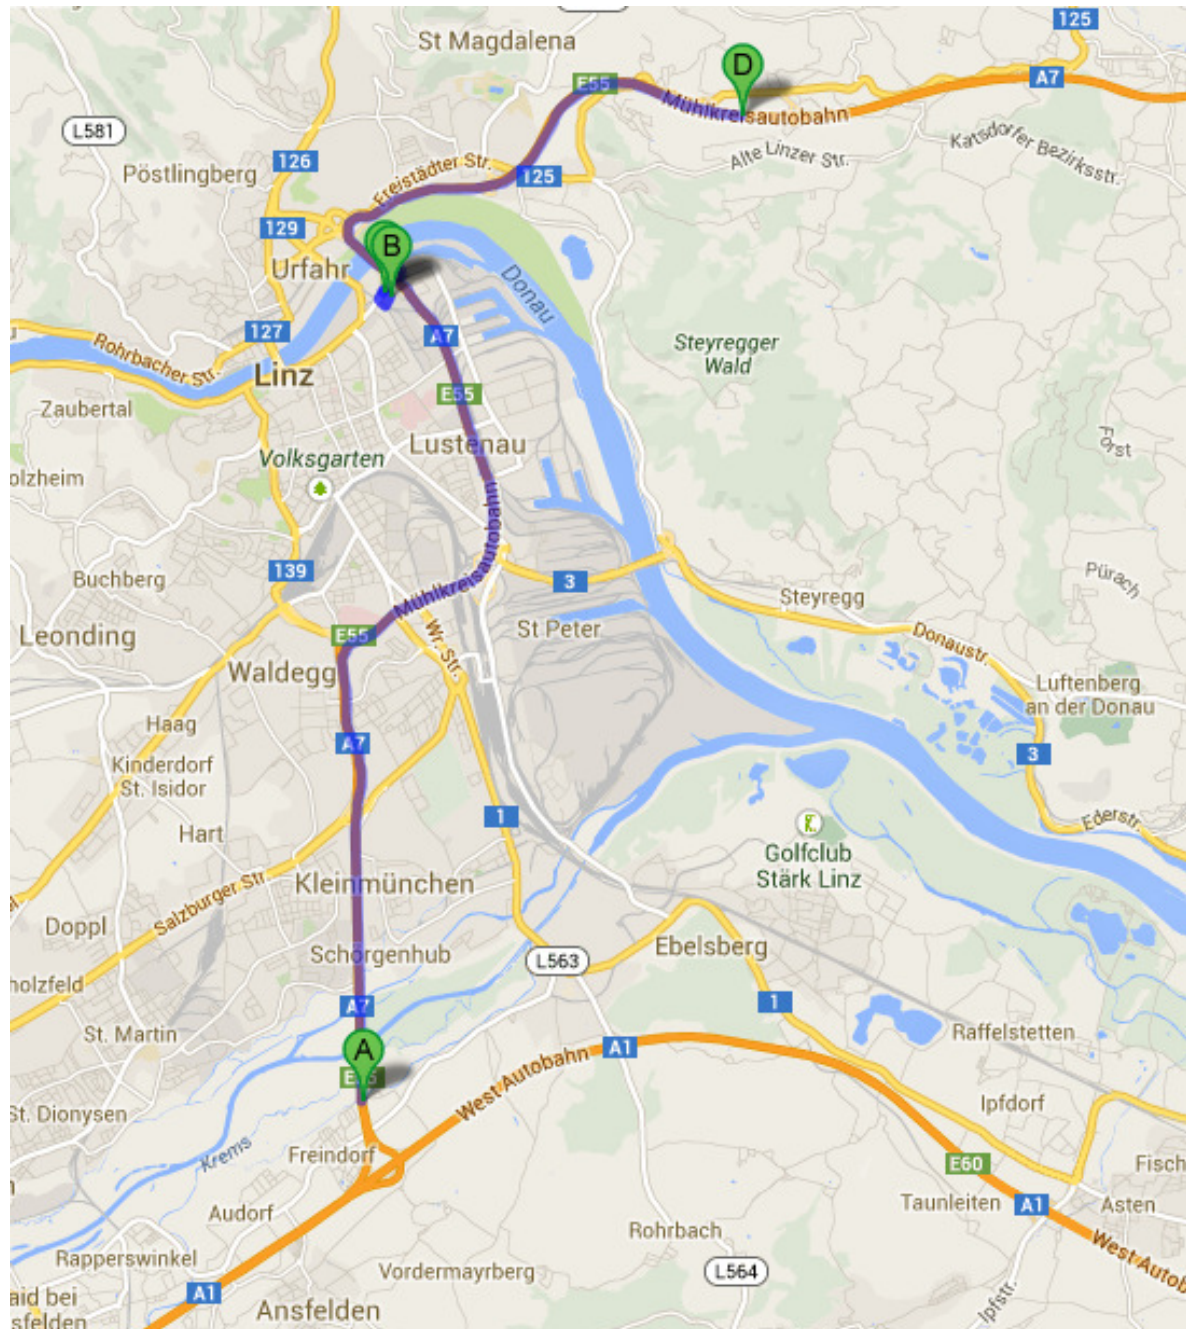 125
St Magdalena
D
E55
A7
Mühlkreisautobahn
L581
Katsdorfer Bezirksstr.
126
Freistädter Str.
Alte Linzer Str.
Pöstlingberg
125
129
B
Urfahr
Donau
127
A7
Rohrbacher Str.
Steyregger
Wald
Linz
E55
Zaubertal
Forst
Lustenau
Volksgarten
olzheim
Mühlkreisautobahn
139
3
Buchberg
Pürach
Steyregg
E55
St Peter
Leonding
Wr. Str.
Donaustr.
Waldegg
Luftenberg
an der Donau
Haag
A7
3
Kinderdorf
St. Isidor
1
Ederstr.
Hart
Golfclub
Stärk Linz
Kleinmünchen
Salzburger Str
Doppl
Schörgenhub
Ebelsberg
L563
holzfeld
A7
1
St. Martin
Raffelstetten
A
A1
West Autobahn
Ipfdorf
St. Dionysen
Krems
Freindorf
E60
Fisch
Taunleiten
A1
Asten
Audorf
Rohrbach
West Autob
Rapperswinkel
Vordermayrberg
L564
A1
Ipfstr.
aid bei
sfelden
Ansfelden